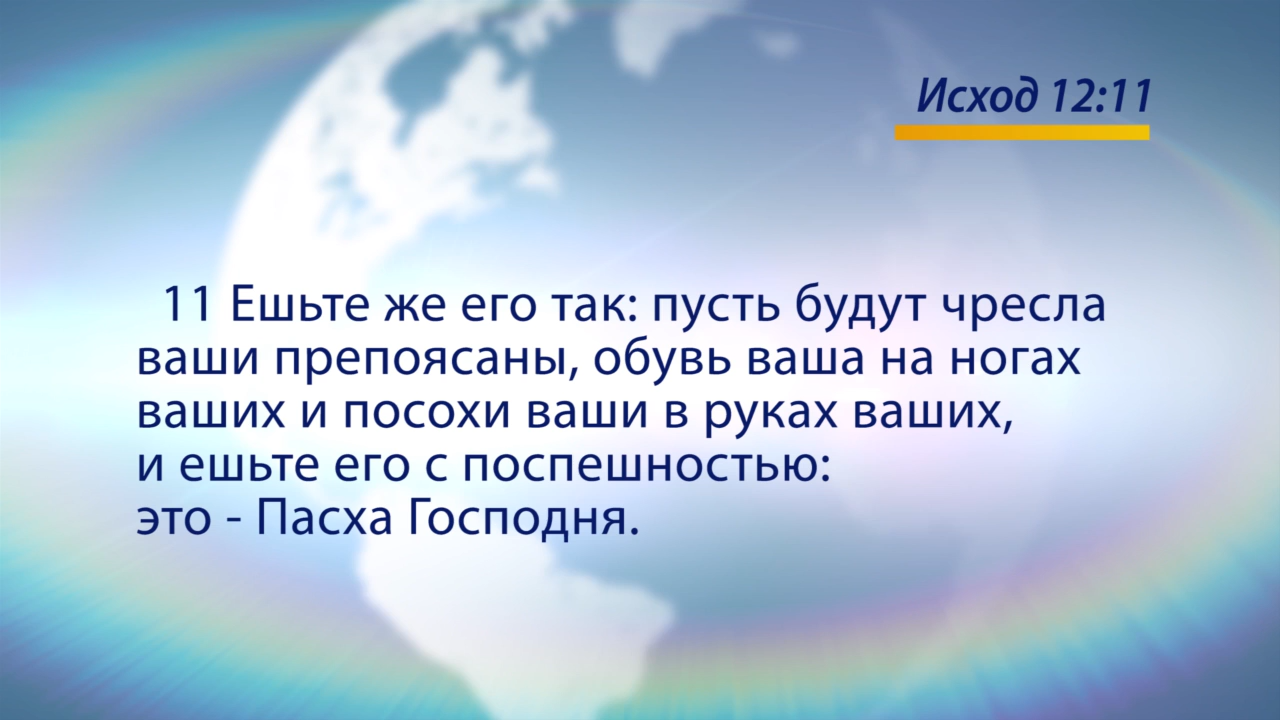 Исход 12:11
11 Ешьте же его так: пусть будут чресла
ваши препоясаны, обувь ваша на ногах
ваших и посохи ваши в руках ваших,
и ешьте его с поспешностью:
это - Пасха Господня.